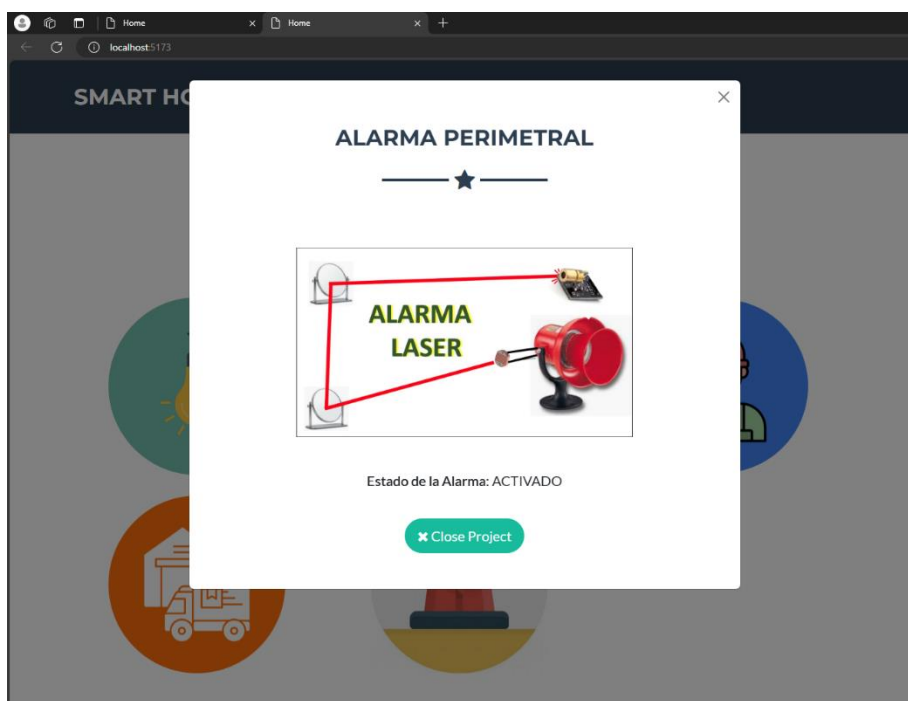 Home
Home
localhost:5173
SMART HO
ALARMA PERIMETRAL
ALARMA
LASER
Estado de la Alarma: ACTIVADO
Close Project